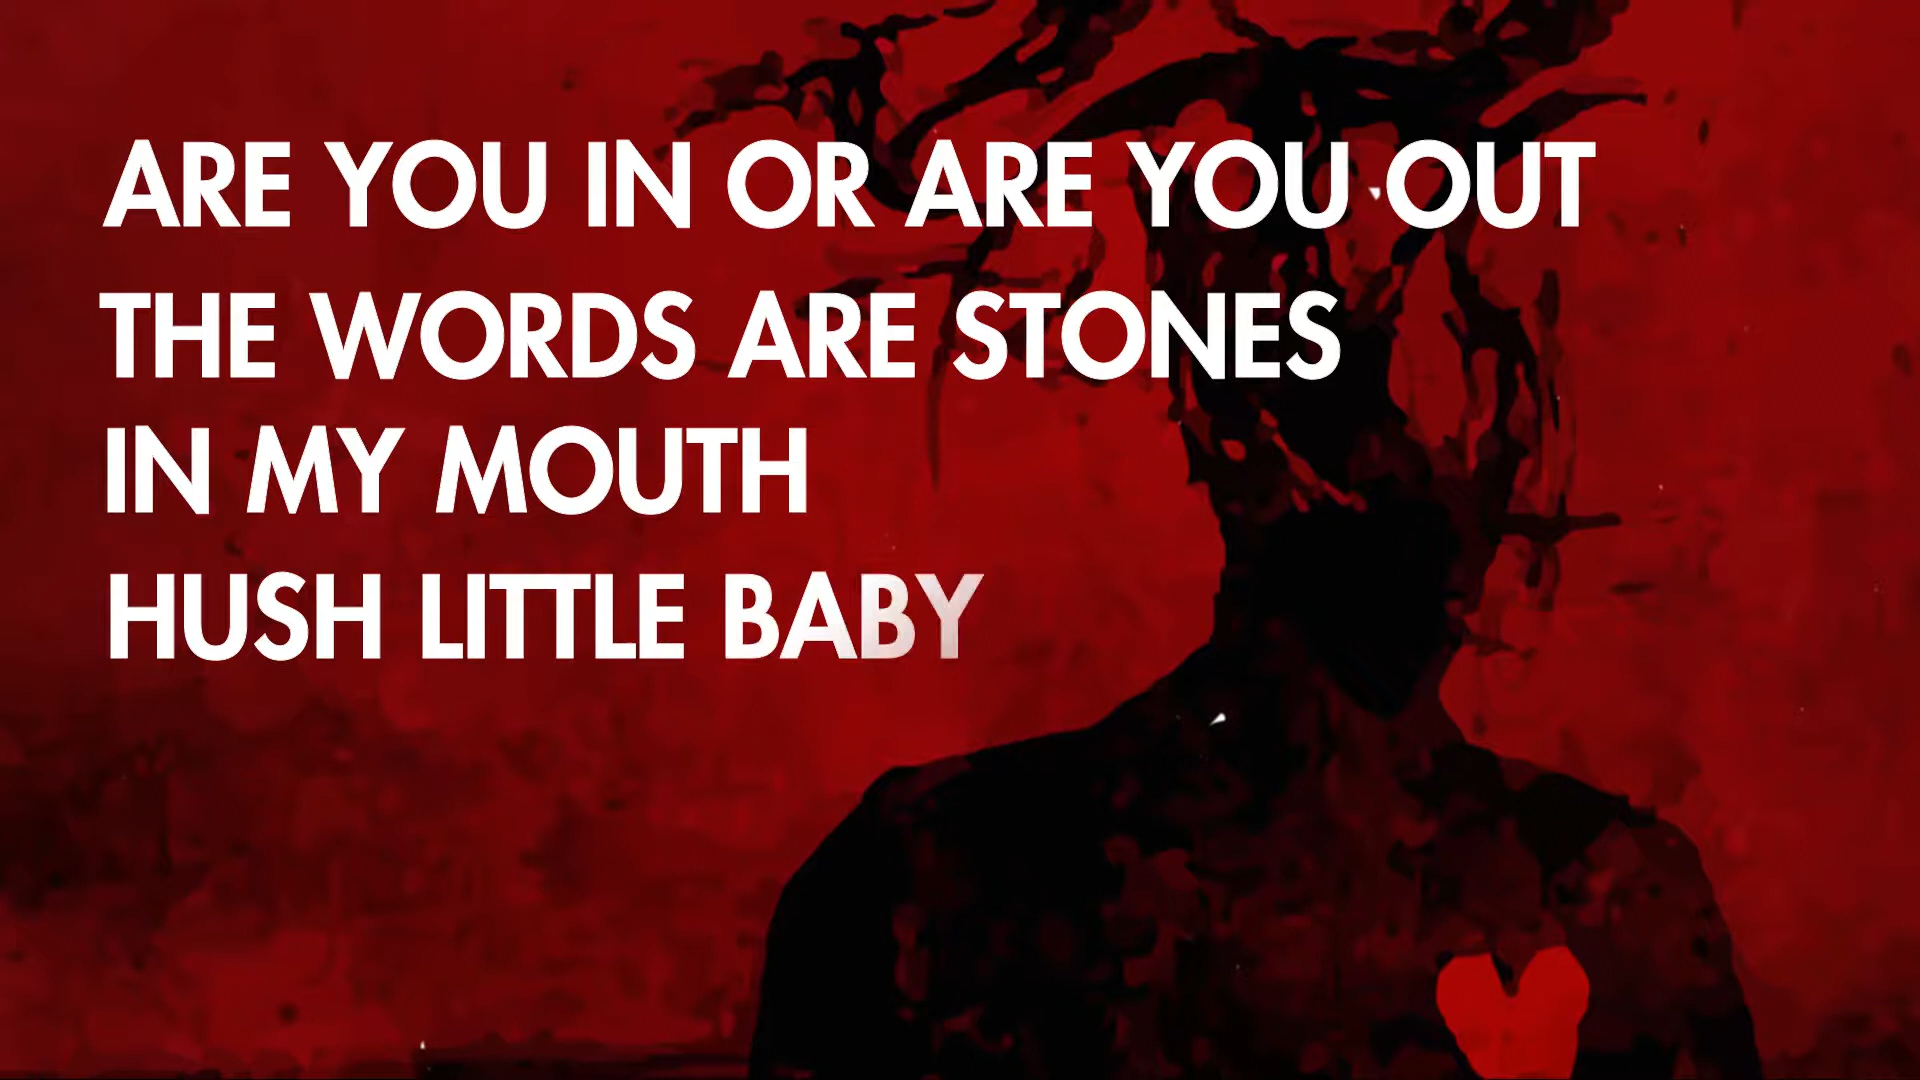 ARE YOU IN OR ARE YOU OUT
THE WORDS ARE STONES
IN MY MOUTH
HUSH LITTLE BABY